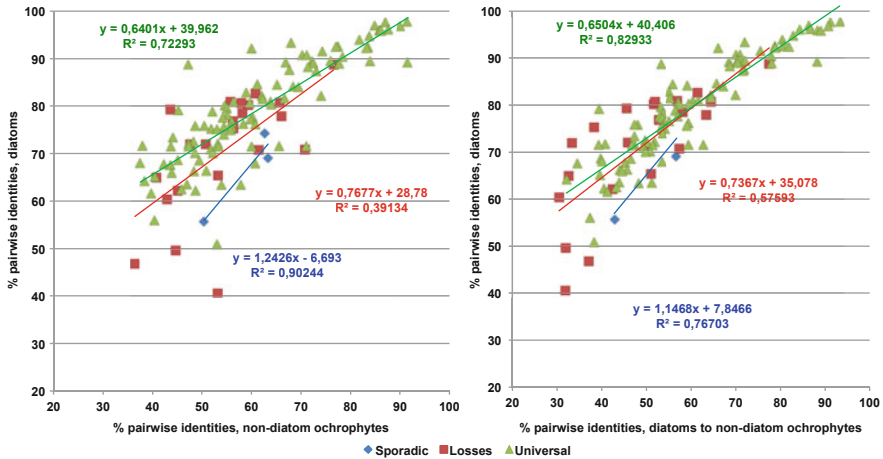 % pairwise identities, diatoms
100
90
80
70
60
50
40
30
20
20 30 40 50 60 70 80 90 100
% pairwise identities, non-diatom ochrophytes
y = 0,6401x + 39,962
R² = 0,72293
y = 0,7677x + 28,78
R² = 0,39134
y = 1,2426x - 6,693
R² = 0,90244
% pairwise identities, diatoms
100
90
80
70
60
50
40
30
20
20 30 40 50 60 70 80 90 100
% pairwise identities, diatoms to non-diatom ochrophytes
y = 0,6504x + 40,406
R² = 0,82933
y = 0,7367x + 35,078
R² = 0,57593
y = 1,1468x + 7,8466
R² = 0,76703
Sporadic Losses Universal